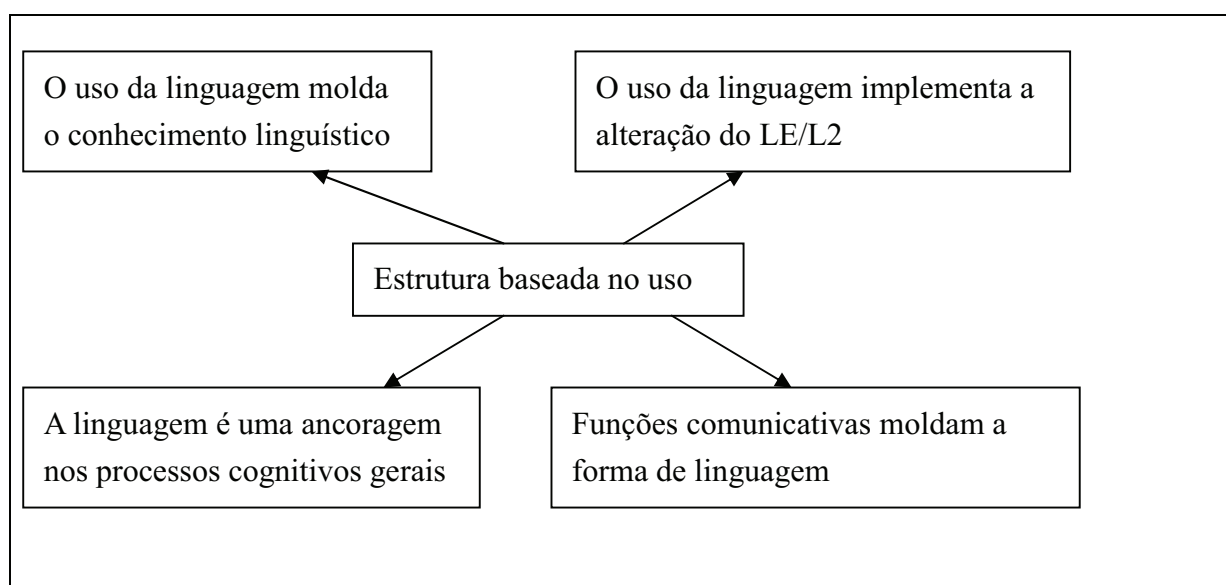 O uso da linguagem molda
o conhecimento linguístico
O uso da linguagem implementa a
alteração do LE/L2
Estrutura baseada no uso
A linguagem é uma ancoragem
nos processos cognitivos gerais
Funções comunicativas moldam a
forma de linguagem